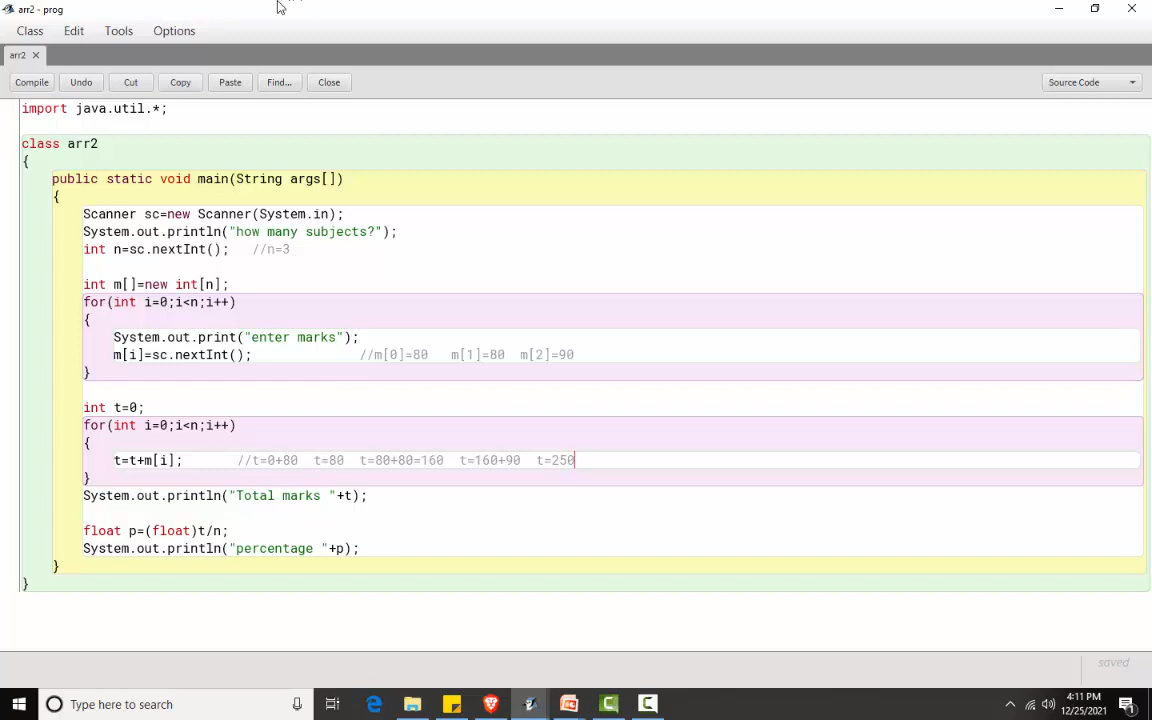 arr2 - prog
Class Edit Tools Options
arr2
Compile Undo Cut Copy Paste Find... Close Source Code
import java.util.*;
class arr2
{
public static void main(String args[])
{
Scanner sc=new Scanner(System.in);
System.out.println("how many subjects?");
int n=sc.nextInt(); //n=3
int m[]=new int[n];
for(int i=0;i<n;i++)
{
System.out.print("enter marks");
m[i]=sc.nextInt(); //m[0]=80 m[1]=80 m[2]=90
}
int t=0;
for(int i=0;i<n;i++)
{
t=t+m[i]; //t=0+80 t=80 t=80+80=160 t=160+90 t=250
}
System.out.println("Total marks "+t);
float p=(float)t/n;
System.out.println("percentage "+p);
}
}
saved
Type here to search
4:11 PM
12/25/2021
1